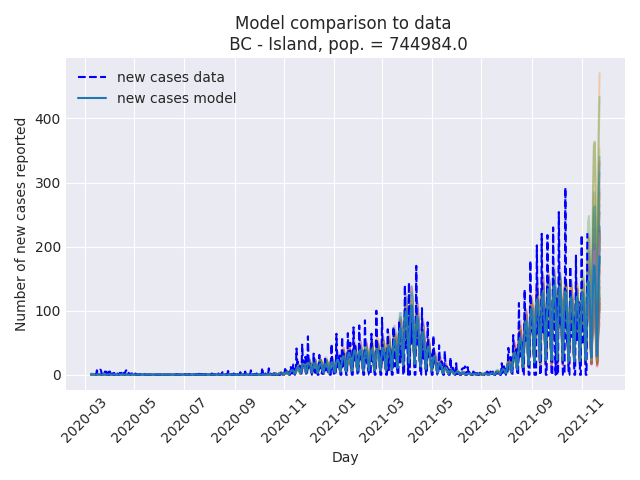 Model comparison to data
BC - Island, pop. = 744984.0
new cases data
new cases model
Number of new cases reported
400
300
200
100
0
2020-03
2020-05
2020-07
2020-09
2020-11
2021-01
2021-03
2021-05
2021-07
2021-09
2021-11
Day